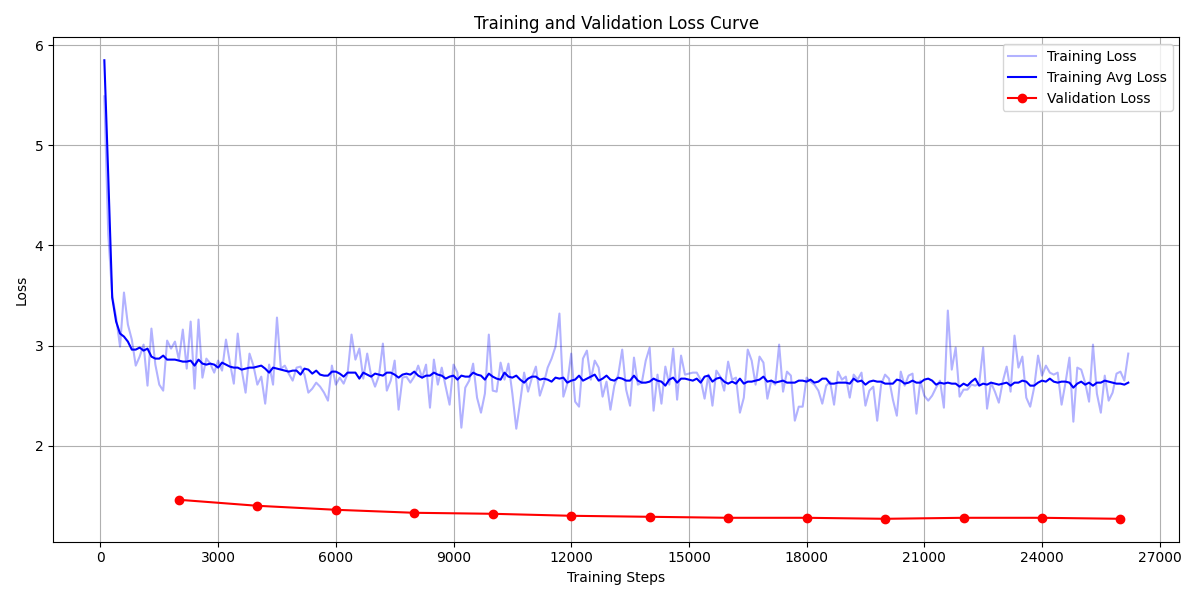 Training and Validation Loss Curve
Training Loss
Training Avg Loss
Validation Loss
Loss
6
5
4
3
2
0 3000 6000 9000 12000 15000 18000 21000 24000 27000
Training Steps